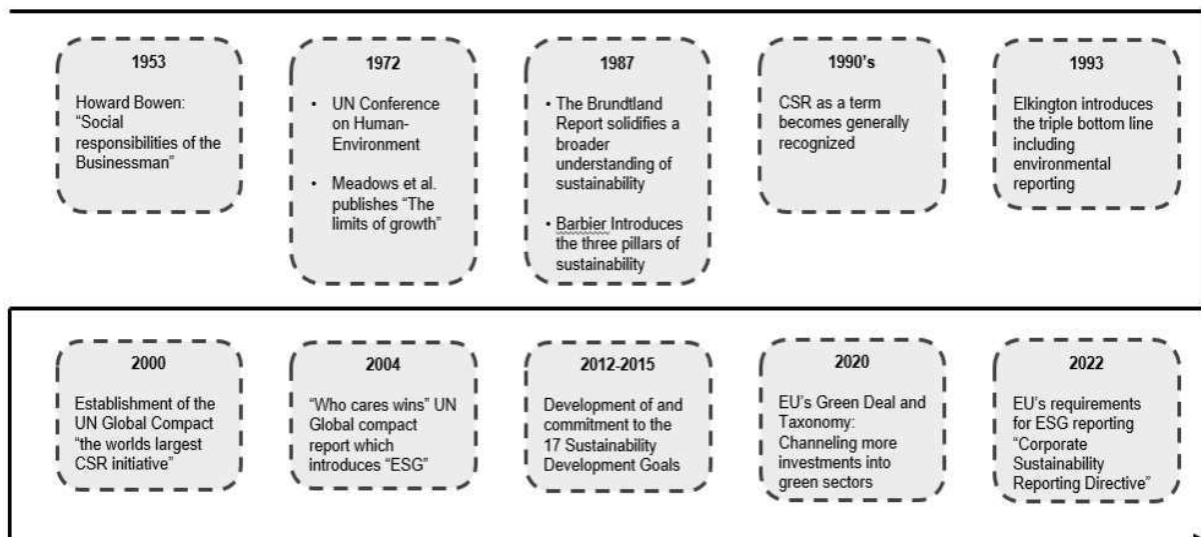 1953
Howard Bowen:
“Social
responsibilities of the
Businessman”
1972
• UN Conference
on Human-
Environment
• Meadows et al.
publishes “The
limits of growth”
1987
• The Brundtland
Report solidifies a
broader
understanding of
sustainability
• Barbier Introduces
the three pillars of
sustainability
1990’s
CSR as a term
becomes generally
recognized
1993
Elkington introduces
the triple bottom line
including
environmental
reporting
2000
Establishment of the
UN Global Compact
“the worlds largest
CSR initiative”
2004
“Who cares wins” UN
Global compact
report which
introduces “ESG”
2012-2015
Development of and
commitment to the
17 Sustainability
Development Goals
2020
EU’s Green Deal and
Taxonomy:
Channeling more
investments into
green sectors
2022
EU’s requirements
for ESG reporting
“Corporate
Sustainability
Reporting Directive”